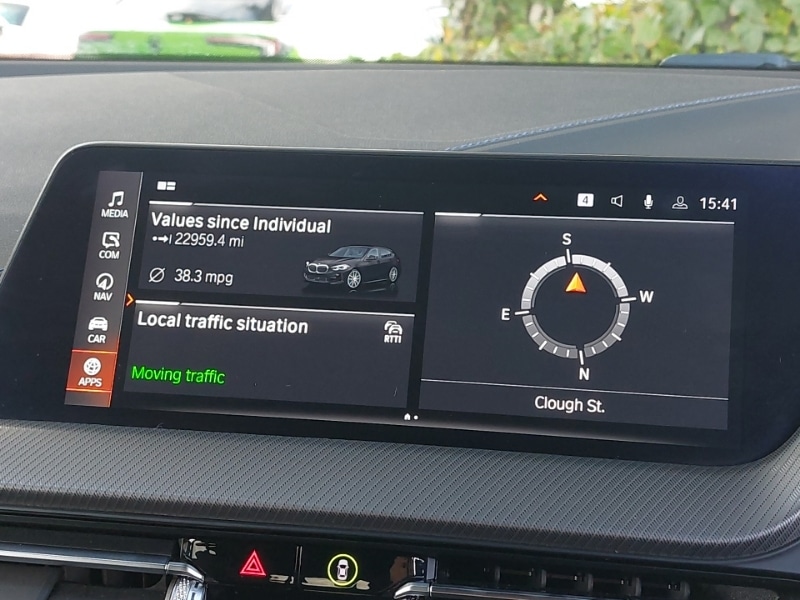 MEDIA
COM
NAV
CAR
APPS
4
15:41
Values since Individual
22959.4 mi
38.3 mpg
Local traffic situation
RTTI
Moving traffic
S
W
E
N
Clough St.